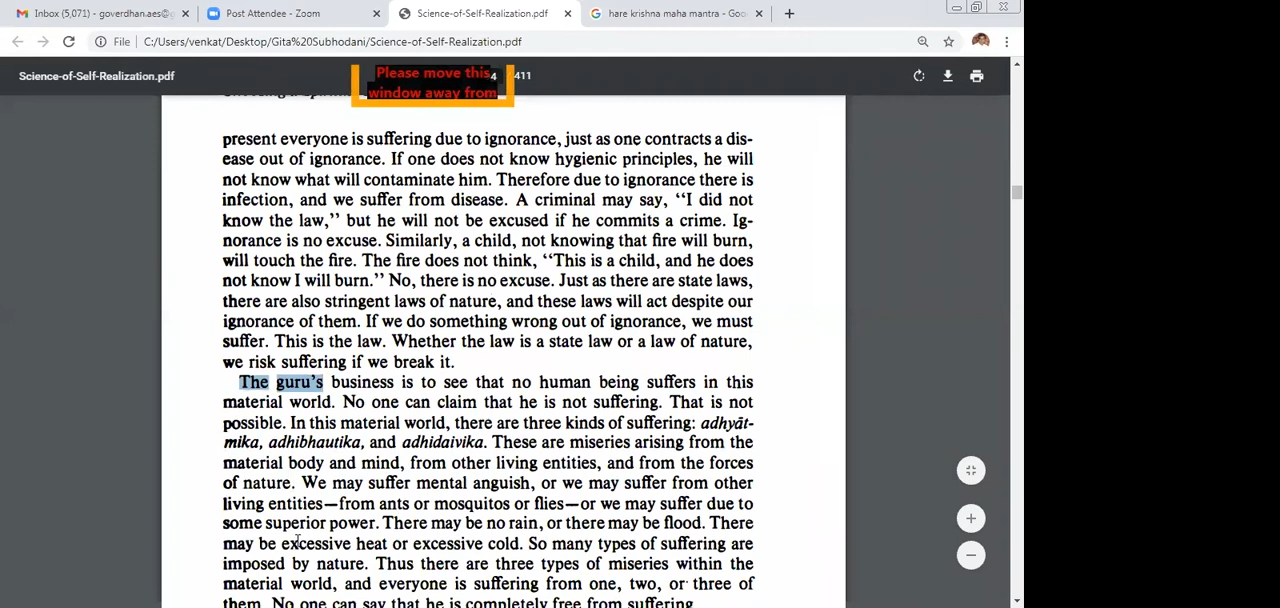 Inbox (5,071) - goverdhan.aes@g
Post Attendee - Zoom
Science-of-Self-Realization.pdf
hare krishna maha mantra - Goo
File
C:/Users/venkat/Desktop/Gita%20Subhodani/Science-of-Self-Realization.pdf
Science-of-Self-Realization.pdf
Please move this
window away from
4
/ 411
present everyone is suffering due to ignorance, just as one contracts a dis-
ease out of ignorance. If one does not know hygienic principles, he will
not know what will contaminate him. Therefore due to ignorance there is
infection, and we suffer from disease. A criminal may say, “I did not
know the law,” but he will not be excused if he commits a crime. Ig-
norance is no excuse. Similarly, a child, not knowing that fire will burn,
will touch the fire. The fire does not think, “This is a child, and he does
not know I will burn.” No, there is no excuse. Just as there are state laws,
there are also stringent laws of nature, and these laws will act despite our
ignorance of them. If we do something wrong out of ignorance, we must
suffer. This is the law. Whether the law is a state law or a law of nature,
we risk suffering if we break it.
The guru’s business is to see that no human being suffers in this
material world. No one can claim that he is not suffering. That is not
possible. In this material world, there are three kinds of suffering: adhyāt-
mika, adhibhautika, and adhidaivika. These are miseries arising from the
material body and mind, from other living entities, and from the forces
of nature. We may suffer mental anguish, or we may suffer from other
living entities—from ants or mosquitos or flies—or we may suffer due to
some superior power. There may be no rain, or there may be flood. There
may be excessive heat or excessive cold. So many types of suffering are
imposed by nature. Thus there are three types of miseries within the
material world, and everyone is suffering from one, two, or three of
them. No one can say that he is completely free from suffering.